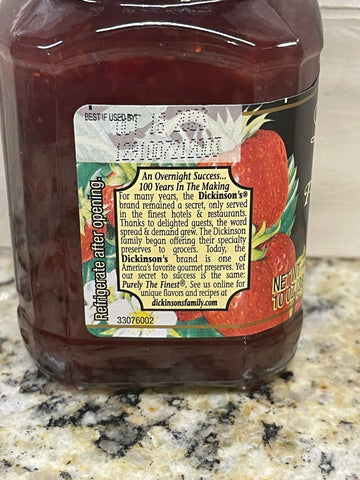 BEST IF USED BY:
An Overnight Success...
100 Years In The Making
For many years, the Dickinson's®
brand remained a secret, only served
in the finest hotels & restaurants.
Thanks to delighted guests, the word
spread & demand grew. The Dickinson
family began offering their specialty
preserves to grocers. Today, the
Dickinson's® brand is one of
America's favorite gourmet preserves. Yet
our secret to success is the same:
Purely The Finest®, See us online for
unique flavors and recipes at
dickinsonsfamily.com
Refrigerate after opening.
33076002
NET
10 O